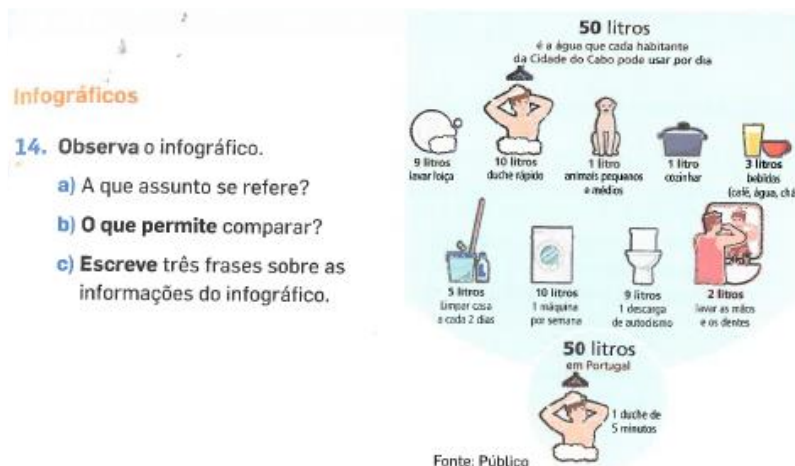 Infográficos
14. Observa o infográfico.
a) A que assunto se refere?
b) O que permite comparar?
c) Escreve três frases sobre as
informações do infográfico.
50 litros
é a água que cada habitante
da Cidade do Cabo pode usar por dia
9 litros
lavar loiça
10 litros
duche rápido
1 litro
animais pequenos
e médios
1 litro
cozinhar
3 litros
bebidas
(café, água, chá
5 litros
Limpar casa
a cada 2 dias
10 litros
1 máquina
por semana
9 litros
1 descarga
de autoclismo
2 litros
lavar as mãos
e os dentes
50 litros
em Portugal
1 duche de
5 minutos
Fonte: Público